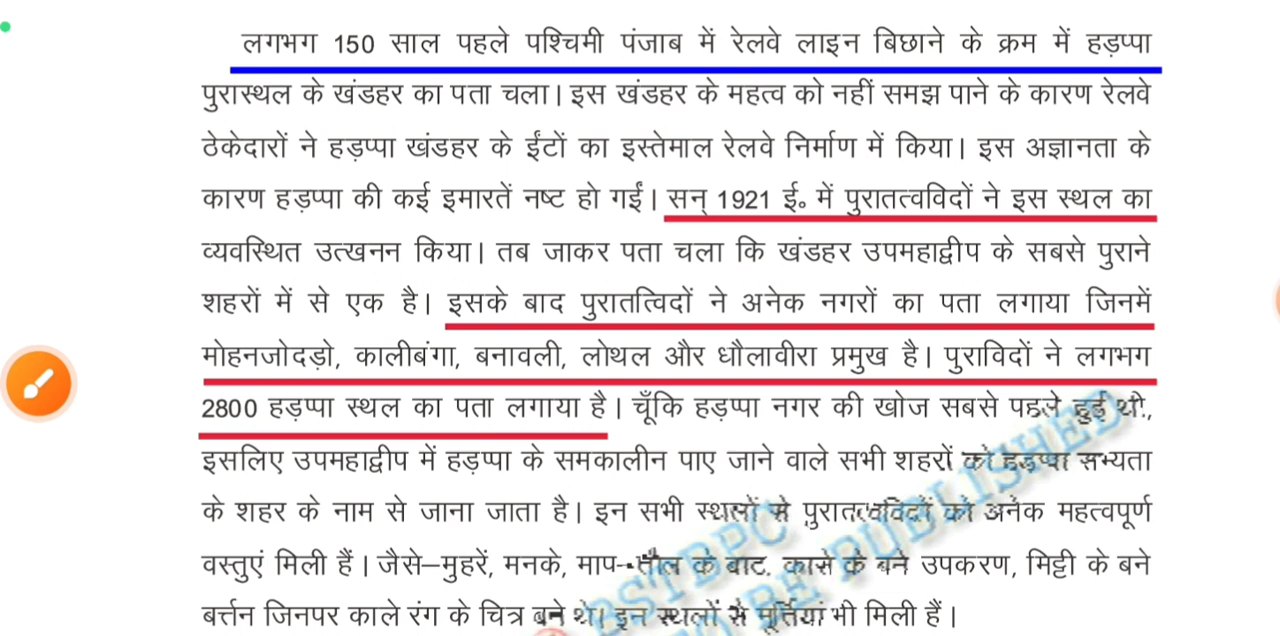 लगभग 150 साल पहले पश्चिमी पंजाब में रेलवे लाइन बिछाने के क्रम में हड़प्पा
पुरास्थल के खंडहर का पता चला। इस खंडहर के महत्व को नहीं समझ पाने के कारण रेलवे
ठेकेदारों ने हड़प्पा खंडहर के ईंटों का इस्तेमाल रेलवे निर्माण में किया। इस अज्ञानता के
कारण हड़प्पा की कई इमारतें नष्ट हो गईं। सन् 1921 ई॰ में पुरातत्वविदों ने इस स्थल का
व्यवस्थित उत्खनन किया। तब जाकर पता चला कि खंडहर उपमहाद्वीप के सबसे पुराने
शहरों में से एक है। इसके बाद पुरातत्विदों ने अनेक नगरों का पता लगाया जिनमें
मोहनजोदड़ो, कालीबंगा, बनावली, लोथल और धौलावीरा प्रमुख है। पुराविदों ने लगभग
2800 हड़प्पा स्थल का पता लगाया है। चूँकि हड़प्पा नगर की खोज सबसे पहले हुई थी,
इसलिए उपमहाद्वीप में हड़प्पा के समकालीन पाए जाने वाले सभी शहरों को हड़प्पा सभ्यता
के शहर के नाम से जाना जाता है। इन सभी स्थलों से पुरातत्वविदों को अनेक महत्वपूर्ण
वस्तुएं मिली हैं। जैसे–मुहरें, मनके, माप-तौल के बाट, कासे के बने उपकरण, मिट्टी के बने
बर्त्तन जिनपर काले रंग के चित्र बने थे। इन स्थलों से मूर्तियां भी मिली हैं।
BSTBPC
TO BE PUBLISHED